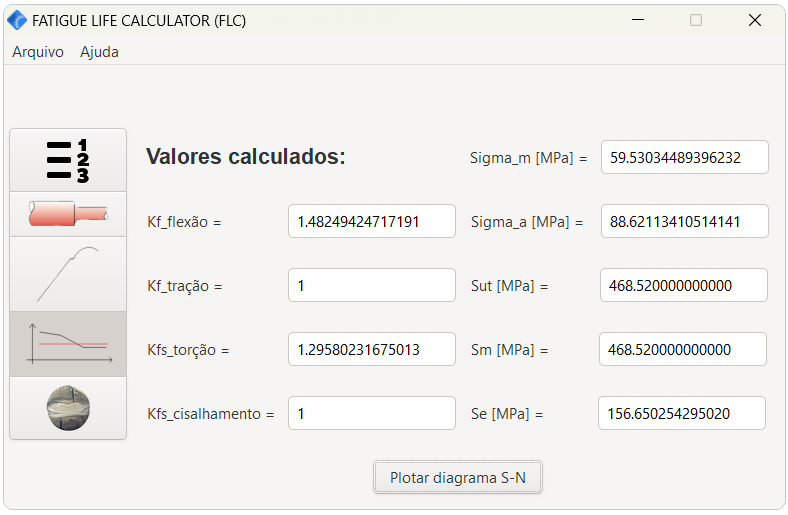 FATIGUE LIFE CALCULATOR (FLC)
Arquivo Ajuda
1
2
3
Valores calculados:
Sigma_m [MPa] = 59.53034489396232
Kf_flexão = 1.48249424717191 Sigma_a [MPa] = 88.62113410514141
Kf_tração = 1 Sut [MPa] = 468.520000000000
Kfs_torção = 1.29580231675013 Sm [MPa] = 468.520000000000
Kfs_cisalhamento = 1 Se [MPa] = 156.650254295020
Plotar diagrama S-N